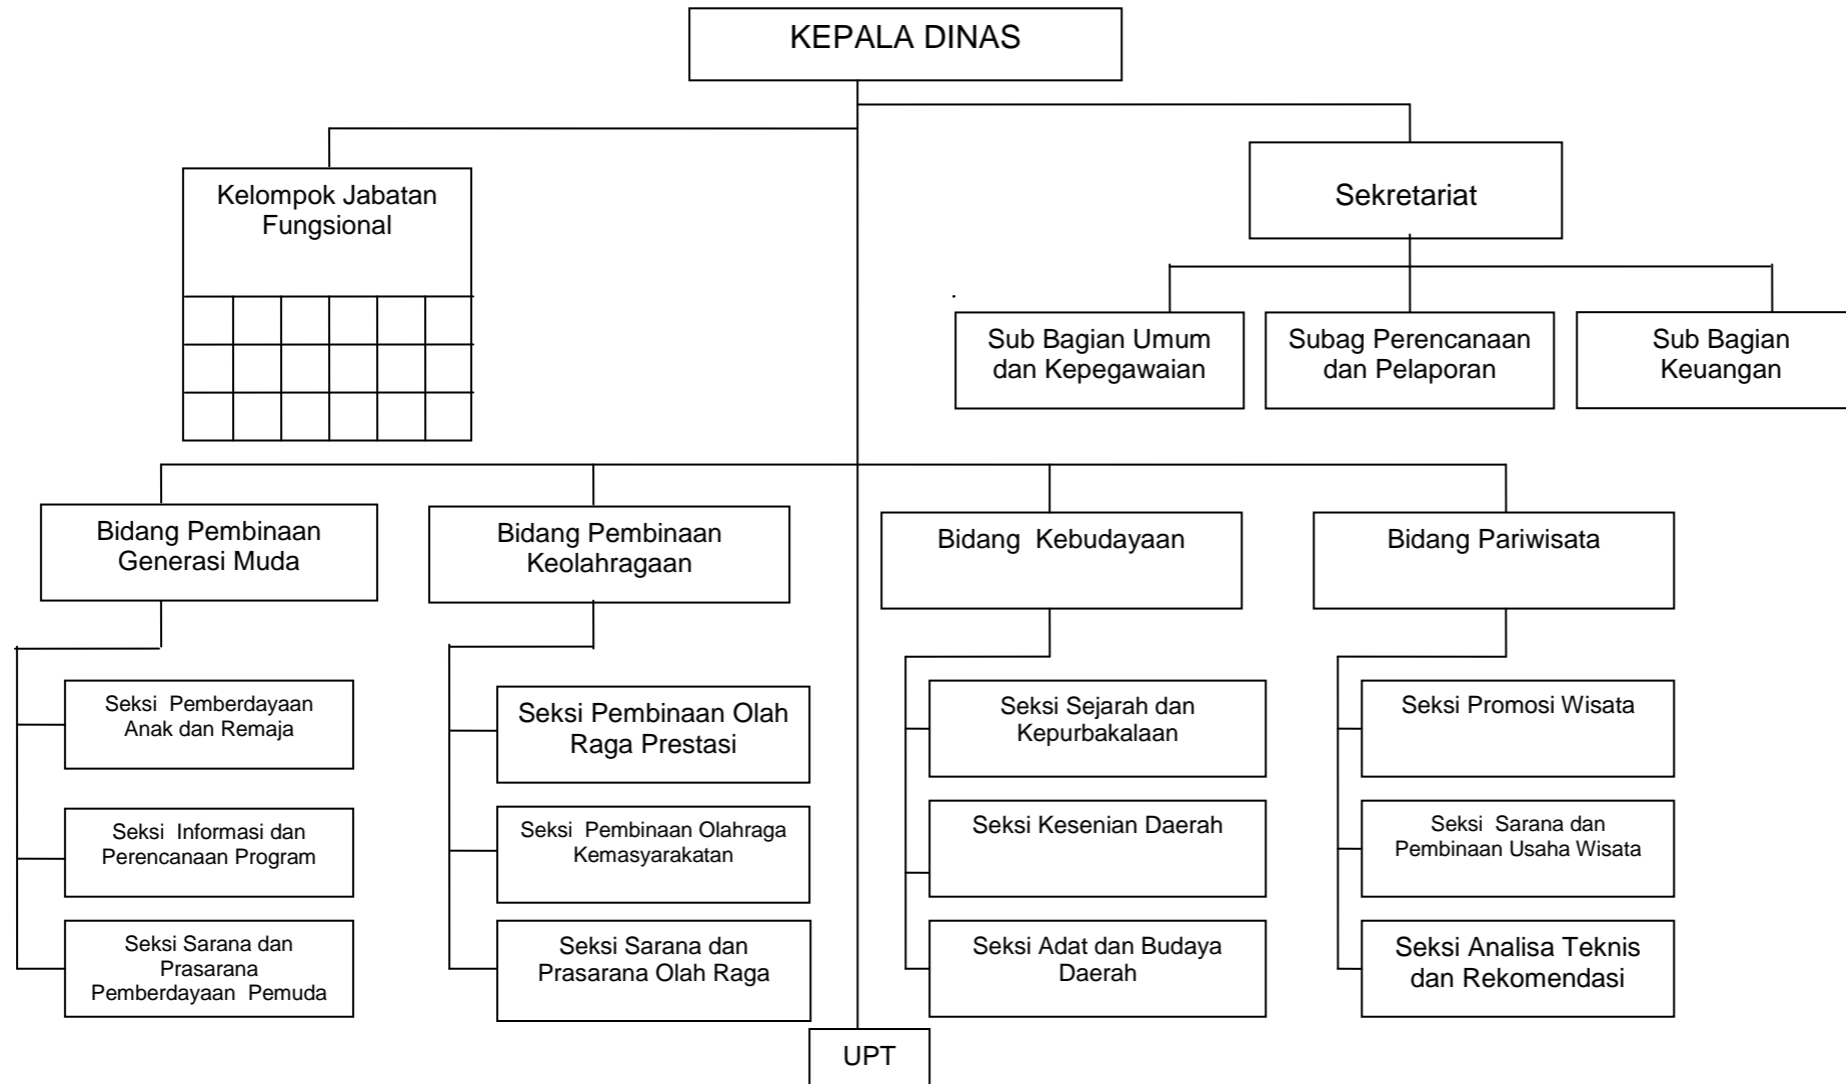 KEPALA DINAS
Kelompok Jabatan
Fungsional
Sekretariat
Sub Bagian Umum
dan Kepegawaian
Subag Perencanaan
dan Pelaporan
Sub Bagian
Keuangan
Bidang Pembinaan
Generasi Muda
Bidang Pembinaan
Keolahragaan
Bidang  Kebudayaan
Bidang Pariwisata
Seksi  Pemberdayaan
Anak dan Remaja
Seksi  Informasi dan
Perencanaan Program
Seksi Sarana dan
Prasarana
Pemberdayaan  Pemuda
Seksi Pembinaan Olah
Raga Prestasi
Seksi  Pembinaan Olahraga
Kemasyarakatan
Seksi Sarana dan
Prasarana Olah Raga
Seksi Sejarah dan
Kepurbakalaan
Seksi Kesenian Daerah
Seksi Adat dan Budaya
Daerah
Seksi Promosi Wisata
Seksi  Sarana dan
Pembinaan Usaha Wisata
Seksi Analisa Teknis
dan Rekomendasi
UPT